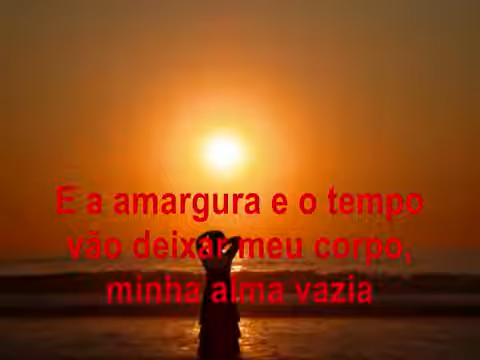 E a amargura e o tempo
vão deixar meu corpo,
minha alma vazia